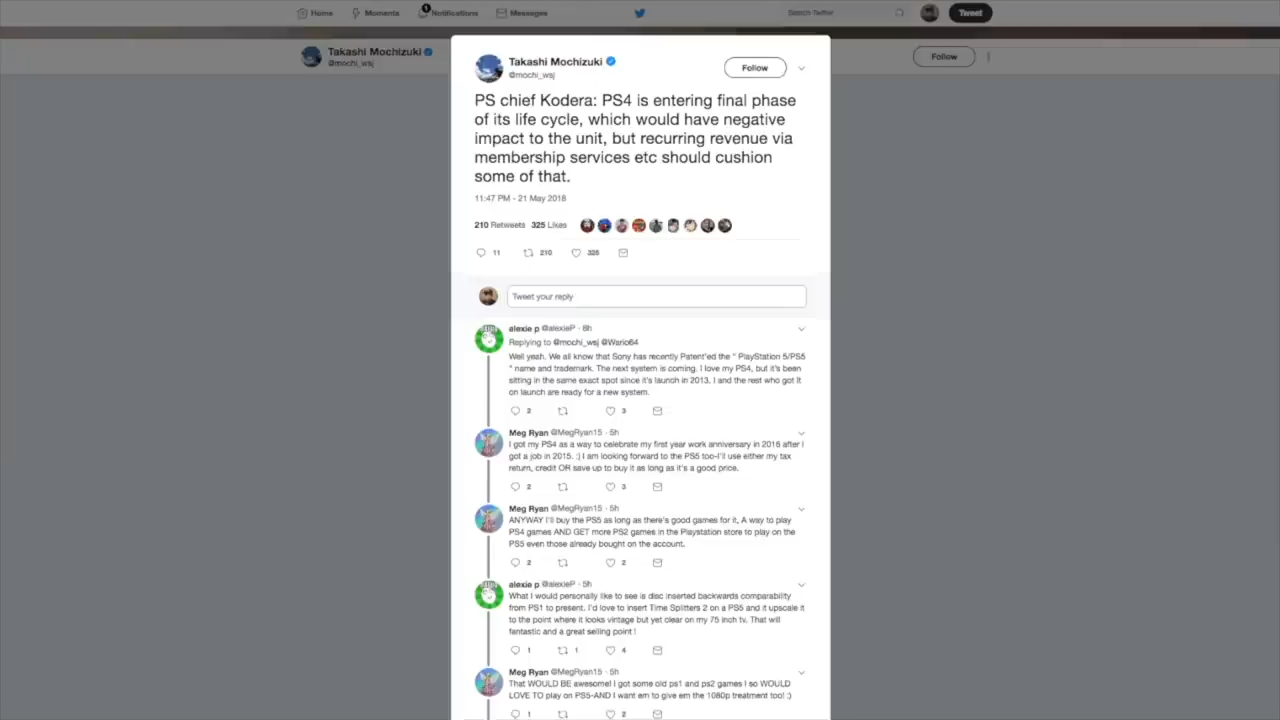 Home Moments 1 Notifications Messages Search Twitter Tweet
Takashi Mochizuki
@mochi_wsj
Follow
Takashi Mochizuki
@mochi_wsj
Follow
PS chief Kodera: PS4 is entering final phase
of its life cycle, which would have negative
impact to the unit, but recurring revenue via
membership services etc should cushion
some of that.
11:47 PM - 21 May 2018
210 Retweets 325 Likes
11 210 325
Tweet your reply
alexie p @alexieP · 8h
Replying to @mochi_wsj @Wario64
Well yeah. We all know that Sony has recently Patent'ed the " PlayStation 5/PS5
" name and trademark. The next system is coming. I love my PS4, but it's been
sitting in the same exact spot since it's launch in 2013. I and the rest who got it
on launch are ready for a new system.
2 3
Meg Ryan @MegRyan15 · 5h
I got my PS4 as a way to celebrate my first year work anniversary in 2016 after I
got a job in 2015. :) I am looking forward to the PS5 too-I'll use either my tax
return, credit OR save up to buy it as long as it's a good price.
2 3
Meg Ryan @MegRyan15 · 5h
ANYWAY I'll buy the PS5 as long as there's good games for it, A way to play
PS4 games AND GET more PS2 games in the Playstation store to play on the
PS5 even those already bought on the account.
2 2
alexie p @alexieP · 5h
What I would personally like to see is disc inserted backwards comparability
from PS1 to present. I'd love to insert Time Splitters 2 on a PS5 and it upscale it
to the point where it looks vintage but yet clear on my 75 inch tv. That will
fantastic and a great selling point !
1 1 4
Meg Ryan @MegRyan15 · 5h
That WOULD BE awesome! I got some old ps1 and ps2 games I so WOULD
LOVE TO play on PS5-AND I want em to give em the 1080p treatment too! :)
1 2